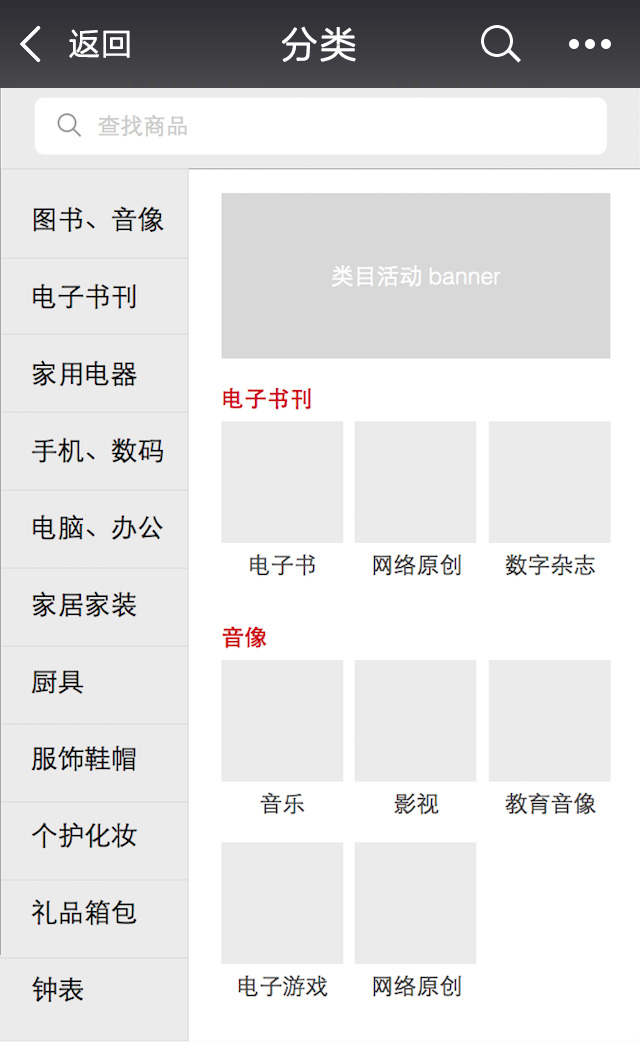 返回
分类
查找商品
图书、音像
电子书刊
家用电器
手机、数码
电脑、办公
家居家装
厨具
服饰鞋帽
个护化妆
礼品箱包
钟表
类目活动 banner
电子书刊
电子书 网络原创 数字杂志
音像
音乐 影视 教育音像
电子游戏 网络原创